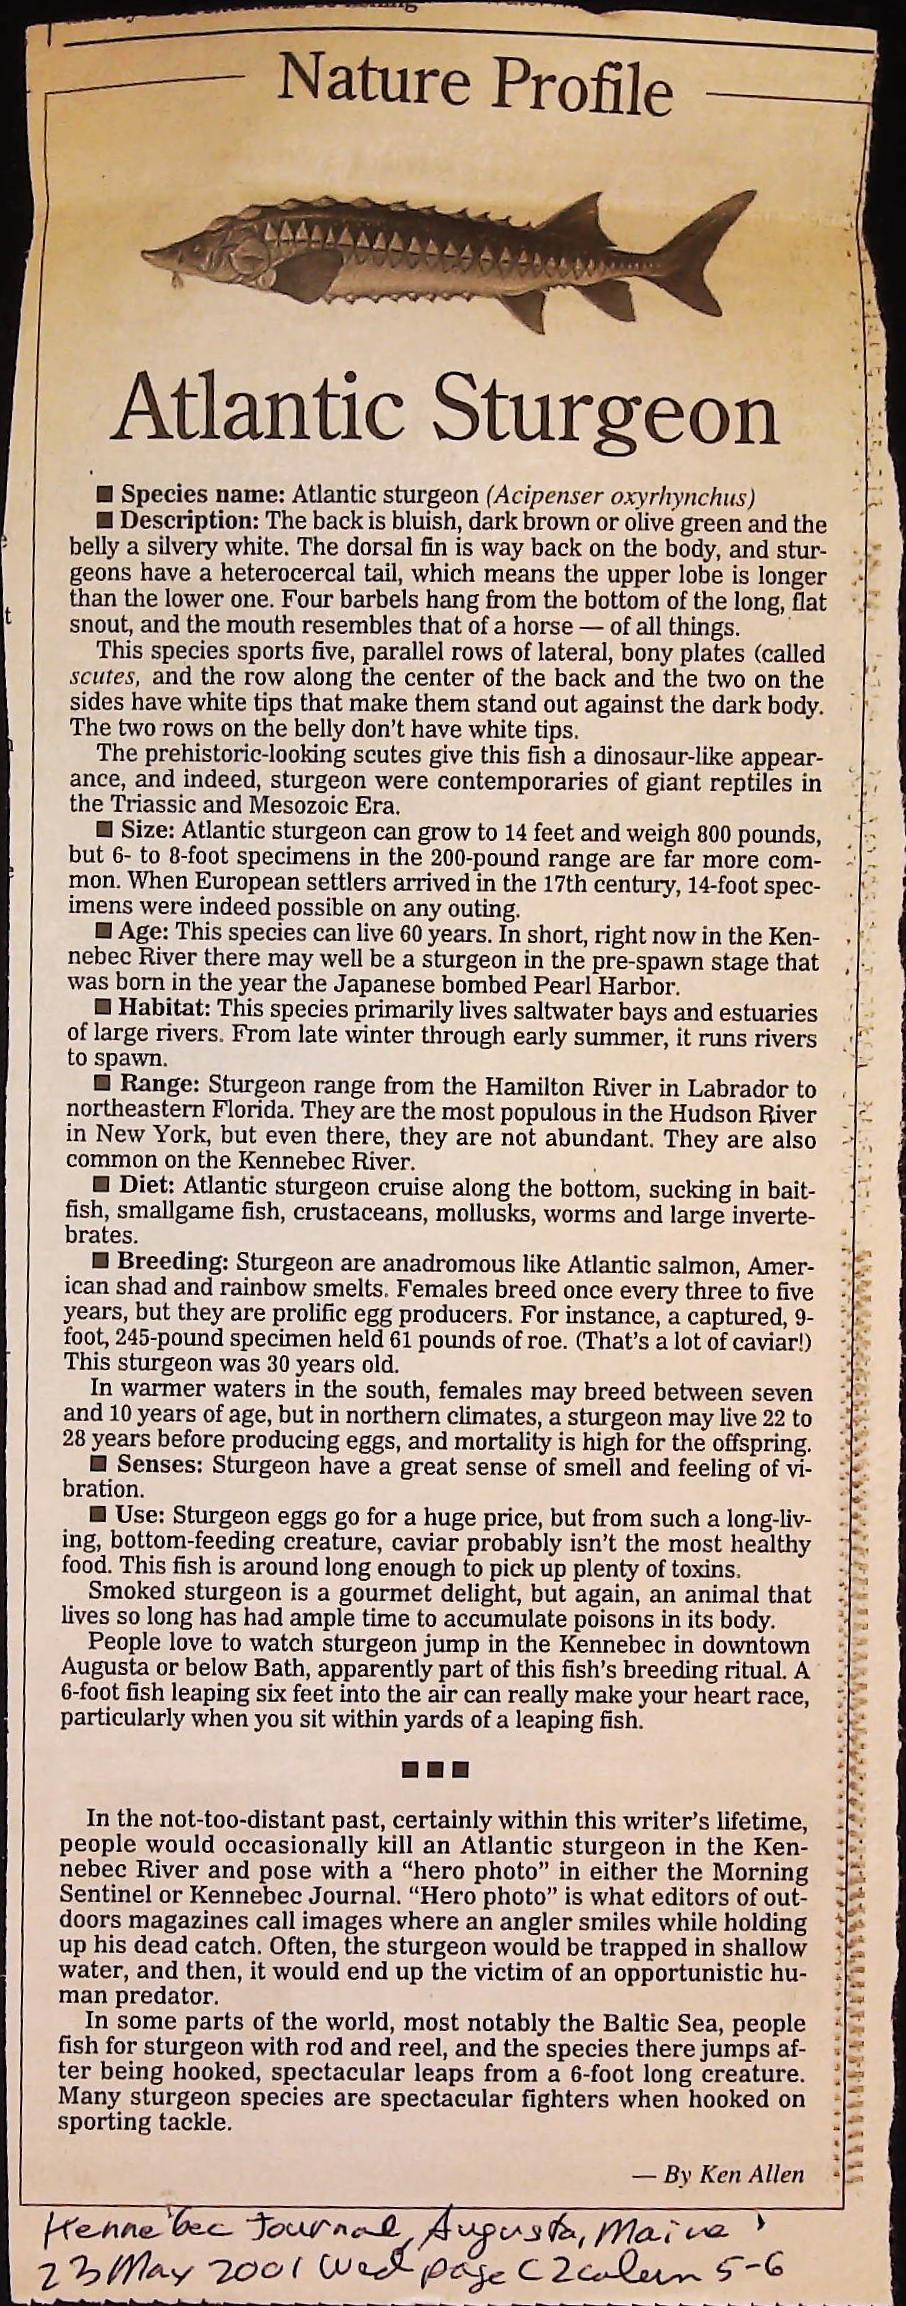 Nature Profile
Atlantic Sturgeon
■ Species name: Atlantic sturgeon (Acipenser oxyrhynchus)
■ Description: The back is bluish, dark brown or olive green and the
belly a silvery white. The dorsal fin is way back on the body, and stur-
geons have a heterocercal tail, which means the upper lobe is longer
than the lower one. Four barbels hang from the bottom of the long, flat
snout, and the mouth resembles that of a horse — of all things.
This species sports five, parallel rows of lateral, bony plates (called
scutes, and the row along the center of the back and the two on the
sides have white tips that make them stand out against the dark body.
The two rows on the belly don't have white tips.
The prehistoric-looking scutes give this fish a dinosaur-like appear-
ance, and indeed, sturgeon were contemporaries of giant reptiles in
the Triassic and Mesozoic Era.
■ Size: Atlantic sturgeon can grow to 14 feet and weigh 800 pounds,
but 6- to 8-foot specimens in the 200-pound range are far more com-
mon. When European settlers arrived in the 17th century, 14-foot spec-
imens were indeed possible on any outing.
■ Age: This species can live 60 years. In short, right now in the Ken-
nebec River there may well be a sturgeon in the pre-spawn stage that
was born in the year the Japanese bombed Pearl Harbor.
■ Habitat: This species primarily lives saltwater bays and estuaries
of large rivers. From late winter through early summer, it runs rivers
to spawn.
■ Range: Sturgeon range from the Hamilton River in Labrador to
northeastern Florida. They are the most populous in the Hudson River
in New York, but even there, they are not abundant. They are also
common on the Kennebec River.
■ Diet: Atlantic sturgeon cruise along the bottom, sucking in bait-
fish, smallgame fish, crustaceans, mollusks, worms and large inverte-
brates.
■ Breeding: Sturgeon are anadromous like Atlantic salmon, Amer-
ican shad and rainbow smelts. Females breed once every three to five
years, but they are prolific egg producers. For instance, a captured, 9-
foot, 245-pound specimen held 61 pounds of roe. (That's a lot of caviar!)
This sturgeon was 30 years old.
In warmer waters in the south, females may breed between seven
and 10 years of age, but in northern climates, a sturgeon may live 22 to
28 years before producing eggs, and mortality is high for the offspring.
■ Senses: Sturgeon have a great sense of smell and feeling of vi-
bration.
■ Use: Sturgeon eggs go for a huge price, but from such a long-liv-
ing, bottom-feeding creature, caviar probably isn't the most healthy
food. This fish is around long enough to pick up plenty of toxins.
Smoked sturgeon is a gourmet delight, but again, an animal that
lives so long has had ample time to accumulate poisons in its body.
People love to watch sturgeon jump in the Kennebec in downtown
Augusta or below Bath, apparently part of this fish's breeding ritual. A
6-foot fish leaping six feet into the air can really make your heart race,
particularly when you sit within yards of a leaping fish.
■ ■ ■
In the not-too-distant past, certainly within this writer's lifetime,
people would occasionally kill an Atlantic sturgeon in the Ken-
nebec River and pose with a “hero photo” in either the Morning
Sentinel or Kennebec Journal. “Hero photo” is what editors of out-
doors magazines call images where an angler smiles while holding
up his dead catch. Often, the sturgeon would be trapped in shallow
water, and then, it would end up the victim of an opportunistic hu-
man predator.
In some parts of the world, most notably the Baltic Sea, people
fish for sturgeon with rod and reel, and the species there jumps af-
ter being hooked, spectacular leaps from a 6-foot long creature.
Many sturgeon species are spectacular fighters when hooked on
sporting tackle.
— By Ken Allen
Kennebec Journal, Augusta, Maine
23 May 2001 Wed page C2 colum 5-6